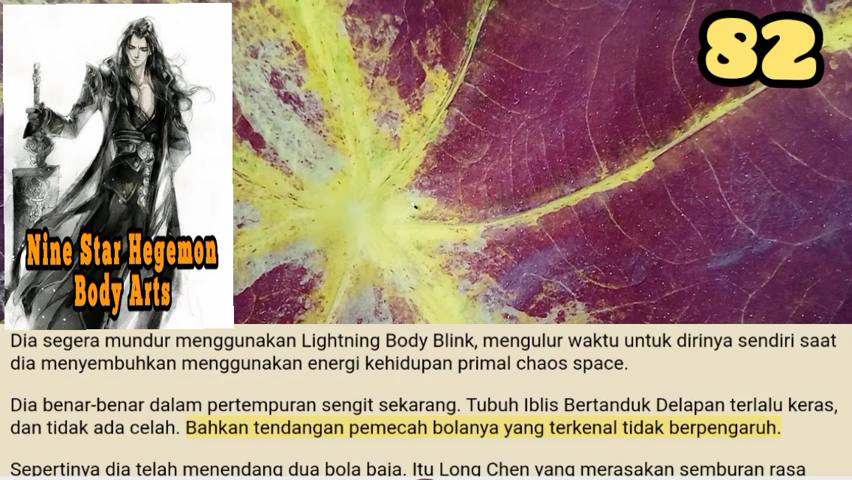 82
Nine Star Hegemon
Body Arts
Dia segera mundur menggunakan Lightning Body Blink, mengulur waktu untuk dirinya sendiri saat
dia menyembuhkan menggunakan energi kehidupan primal chaos space.
Dia benar-benar dalam pertempuran sengit sekarang. Tubuh Iblis Bertanduk Delapan terlalu keras,
dan tidak ada celah. Bahkan tendangan pemecah bolanya yang terkenal tidak berpengaruh.
Sepertinya dia telah menendang dua bola baja. Itu Long Chen yang merasakan semburan rasa